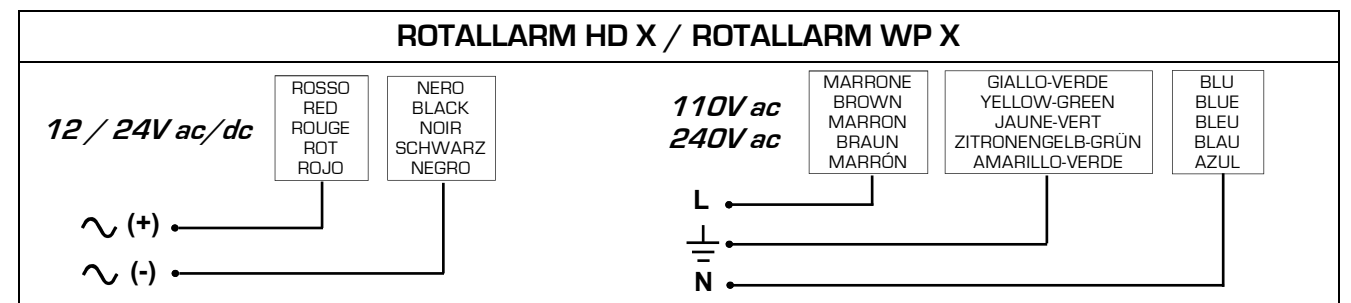 ROTALLARM HD X / ROTALLARM WP X
12 / 24V ac/dc
ROSSO
RED
ROUGE
ROT
ROJO
NERO
BLACK
NOIR
SCHWARZ
NEGRO
(+)
(-)
110V ac
240V ac
MARRONE
BROWN
MARRON
BRAUN
MARRÓN
GIALLO-VERDE
YELLOW-GREEN
JAUNE-VERT
ZITRONENGELB-GRÜN
AMARILLO-VERDE
BLU
BLUE
BLEU
BLAU
AZUL
L
N